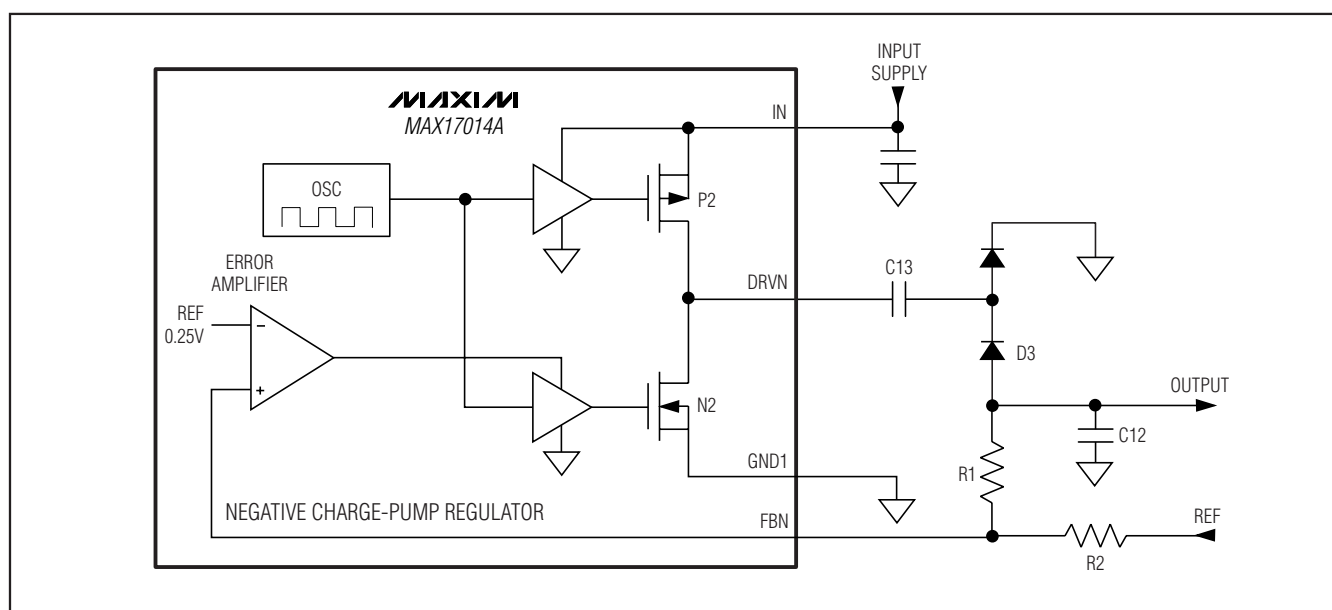 INPUT
SUPPLY
MAXIM
MAX17014A
IN
OSC
P2
ERROR
AMPLIFIER
C13
DRVN
REF
0.25V
−
+
D3
OUTPUT
N2
C12
GND1
R1
NEGATIVE CHARGE-PUMP REGULATOR
FBN
REF
R2